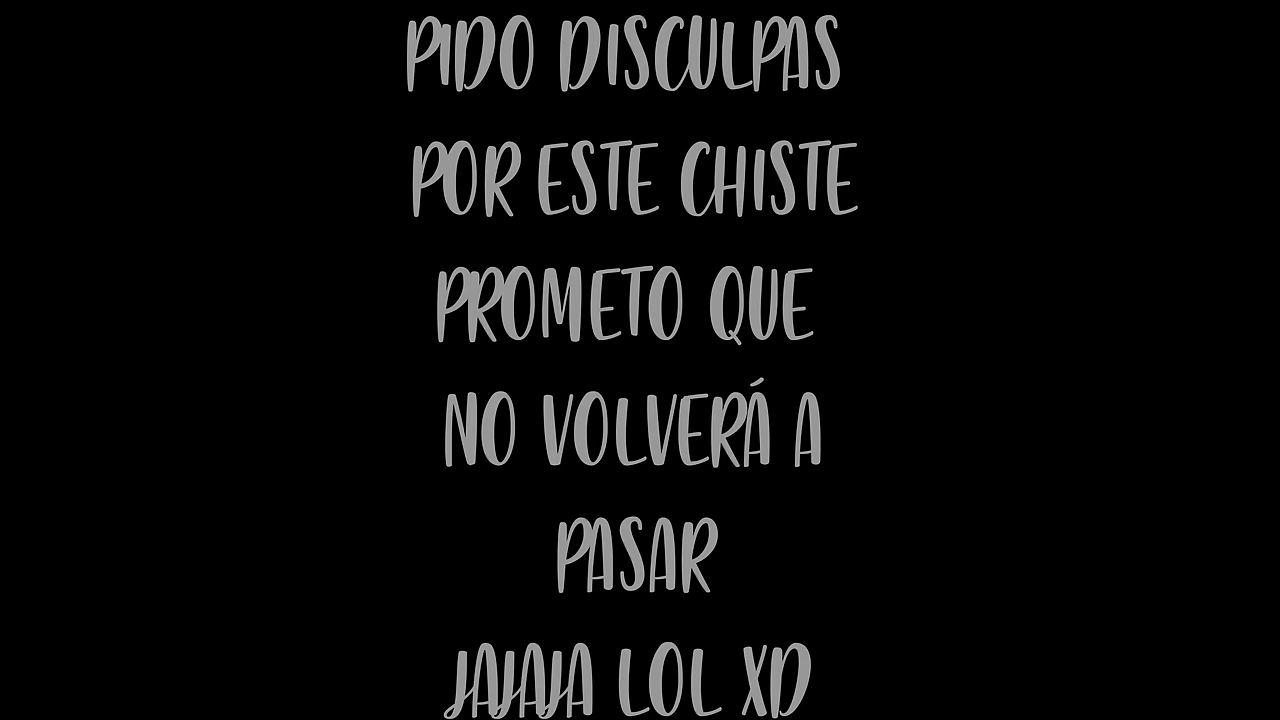 PIDO DISCULPAS
POR ESTE CHISTE
PROMETO QUE
NO VOLVERÁ A
PASAR
JAJAJA LOL XD